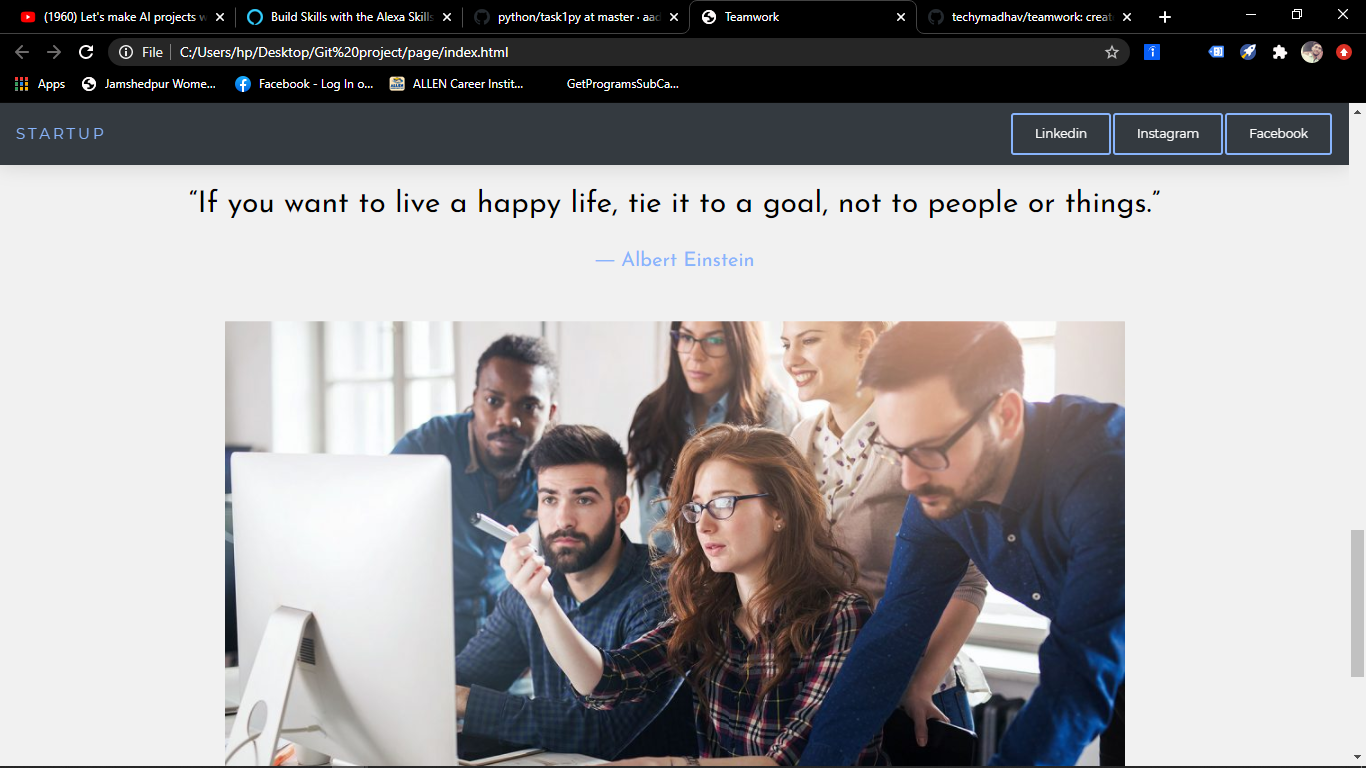 (1960) Let's make AI projects w
Build Skills with the Alexa Skills
python/task1py at master · aad
Teamwork
techymadhav/teamwork: create
File
C:/Users/hp/Desktop/Git%20project/page/index.html
Apps
Jamshedpur Wome...
Facebook - Log In o...
ALLEN Career Instit...
GetProgramsSubCa...
STARTUP
Linkedin
Instagram
Facebook
“If you want to live a happy life, tie it to a goal, not to people or things.”
— Albert Einstein